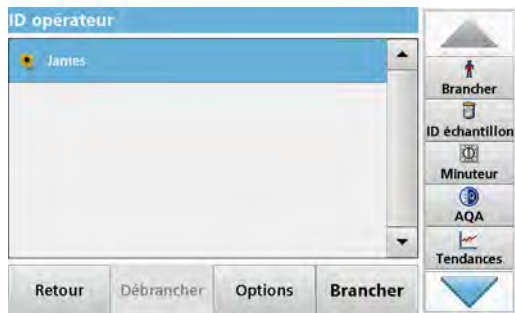 ID opérateur
James
Retour
Débrancher
Options
Brancher
Brancher
ID échantillon
Minuteur
AQA
Tendances